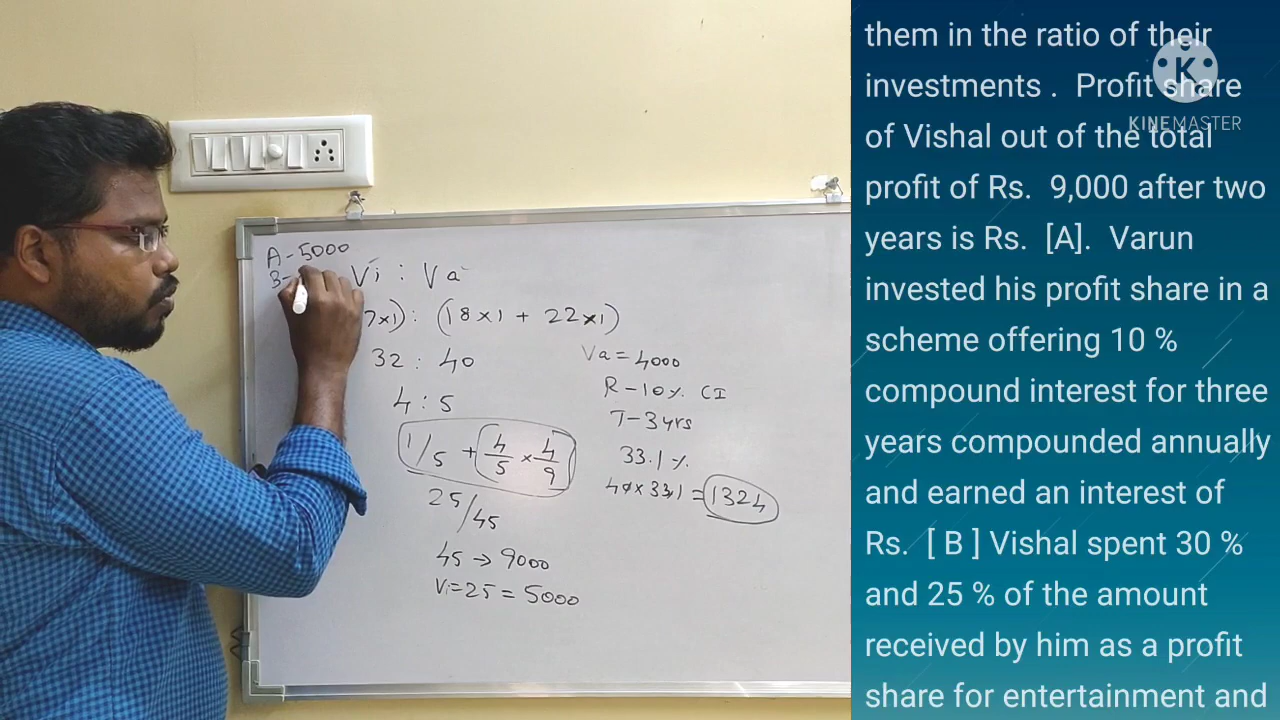 A - 5000
3-
Vi : Va
7×1) : (18×1 + 22×1)
32 : 40
4 : 5
1/5 + 4/5 × 4/9
25/45
45 → 9000
Vi=25 = 5000
Va = 4000
R - 10% CI
T - 3yrs
33.1 %
40×33.1 = 1324
them in the ratio of their
investments . Profit share
of Vishal out of the total
profit of Rs. 9,000 after two
years is Rs. [A]. Varun
invested his profit share in a
scheme offering 10 %
compound interest for three
years compounded annually
and earned an interest of
Rs. [ B ] Vishal spent 30 %
and 25 % of the amount
received by him as a profit
share for entertainment and
KINEMASTER